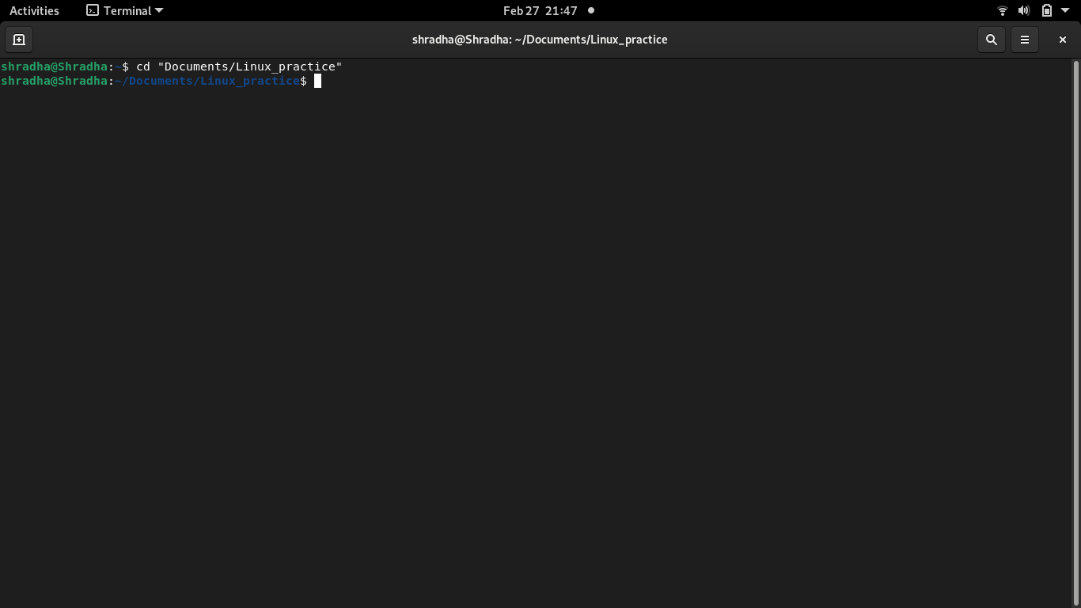 Activities Terminal Feb 27 21:47
shradha@Shradha: ~/Documents/Linux_practice
shradha@Shradha:~$ cd "Documents/Linux_practice"
shradha@Shradha:~/Documents/Linux_practice$